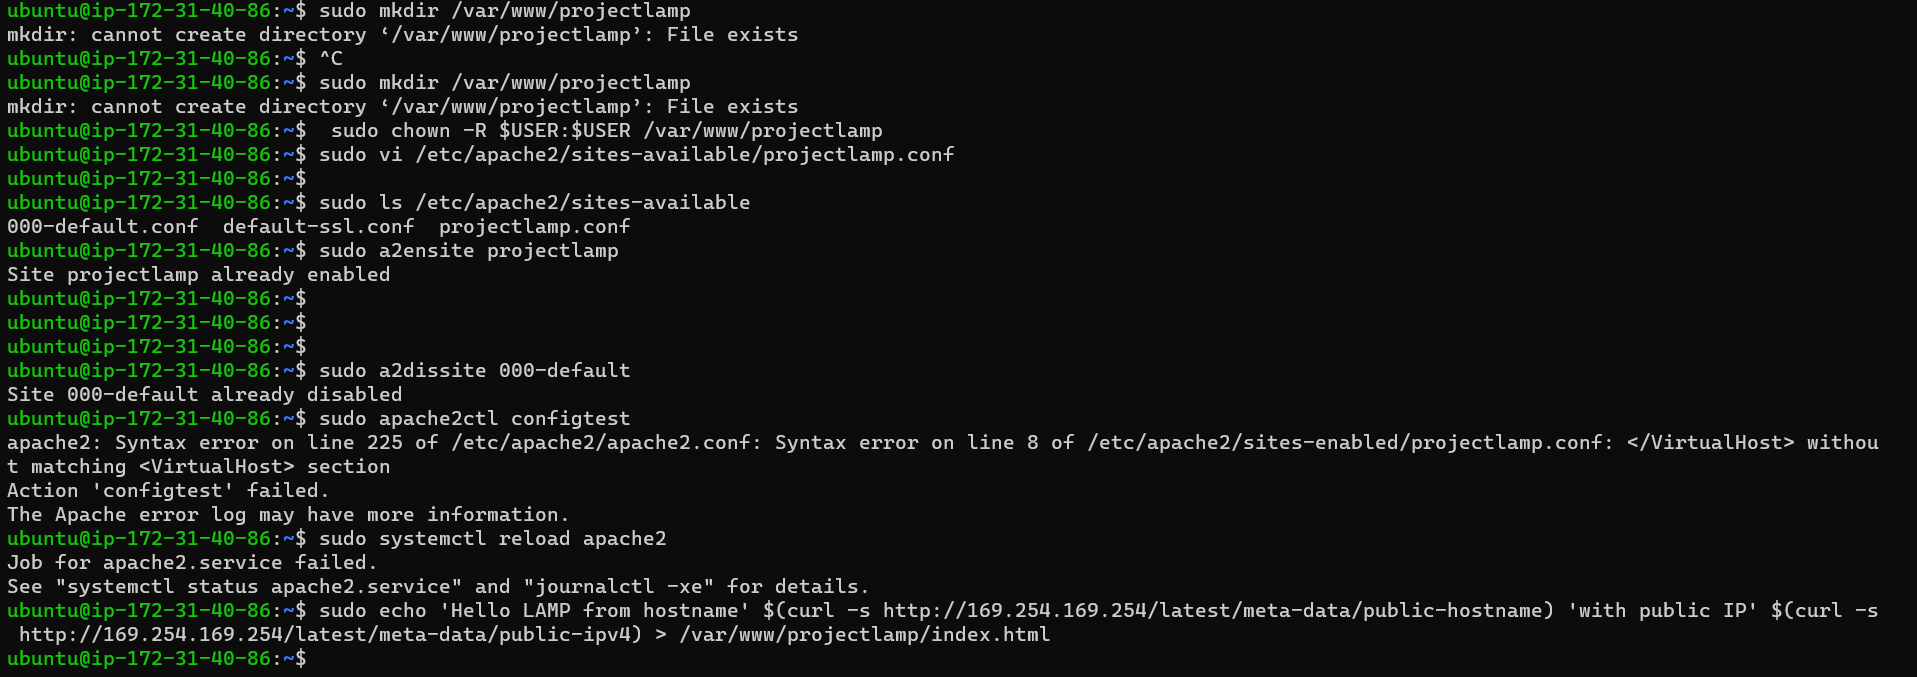 ubuntu@ip-172-31-40-86:~$ sudo mkdir /var/www/projectlamp
mkdir: cannot create directory ‘/var/www/projectlamp’: File exists
ubuntu@ip-172-31-40-86:~$ ^C
ubuntu@ip-172-31-40-86:~$ sudo mkdir /var/www/projectlamp
mkdir: cannot create directory ‘/var/www/projectlamp’: File exists
ubuntu@ip-172-31-40-86:~$  sudo chown -R $USER:$USER /var/www/projectlamp
ubuntu@ip-172-31-40-86:~$ sudo vi /etc/apache2/sites-available/projectlamp.conf
ubuntu@ip-172-31-40-86:~$
ubuntu@ip-172-31-40-86:~$ sudo ls /etc/apache2/sites-available
000-default.conf  default-ssl.conf  projectlamp.conf
ubuntu@ip-172-31-40-86:~$ sudo a2ensite projectlamp
Site projectlamp already enabled
ubuntu@ip-172-31-40-86:~$
ubuntu@ip-172-31-40-86:~$
ubuntu@ip-172-31-40-86:~$
ubuntu@ip-172-31-40-86:~$ sudo a2dissite 000-default
Site 000-default already disabled
ubuntu@ip-172-31-40-86:~$ sudo apache2ctl configtest
apache2: Syntax error on line 225 of /etc/apache2/apache2.conf: Syntax error on line 8 of /etc/apache2/sites-enabled/projectlamp.conf: </VirtualHost> withou
t matching <VirtualHost> section
Action 'configtest' failed.
The Apache error log may have more information.
ubuntu@ip-172-31-40-86:~$ sudo systemctl reload apache2
Job for apache2.service failed.
See "systemctl status apache2.service" and "journalctl -xe" for details.
ubuntu@ip-172-31-40-86:~$ sudo echo 'Hello LAMP from hostname' $(curl -s http://169.254.169.254/latest/meta-data/public-hostname) 'with public IP' $(curl -s
 http://169.254.169.254/latest/meta-data/public-ipv4) > /var/www/projectlamp/index.html
ubuntu@ip-172-31-40-86:~$